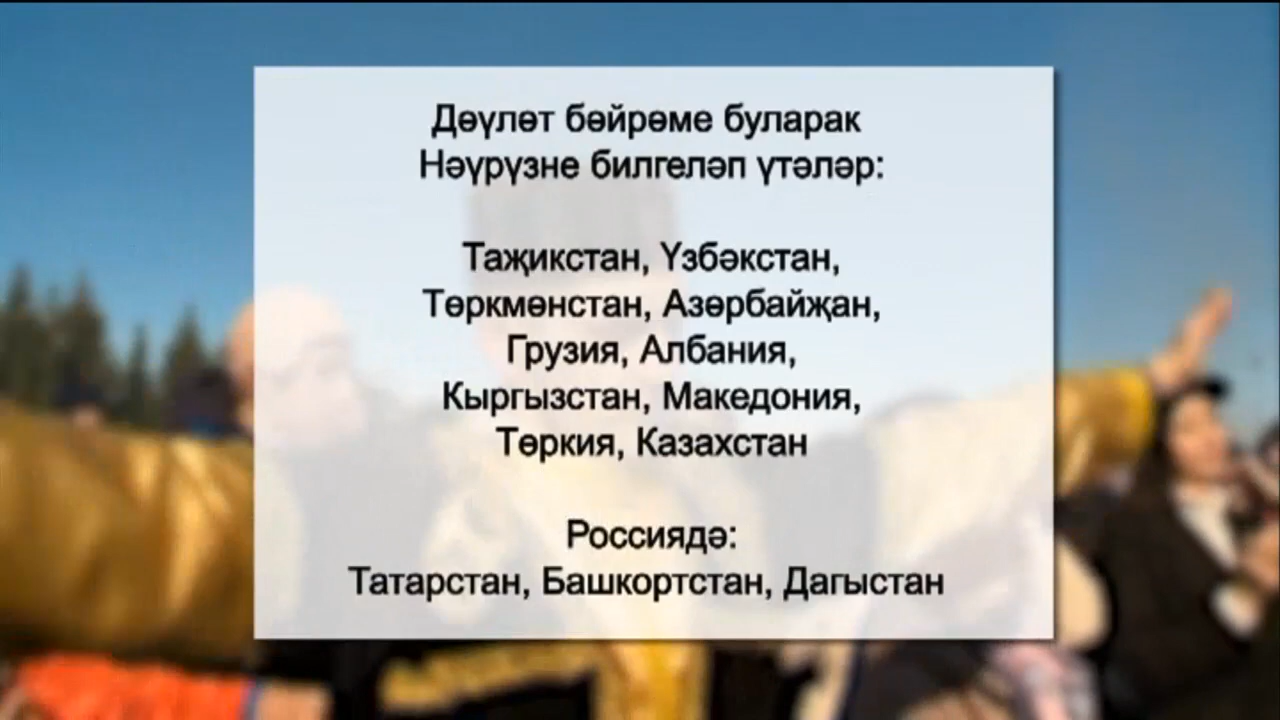 Дәүләт бәйрәме буларак
Нәүрүзне билгеләп үтәләр:
Таҗикстан, Үзбәкстан,
Төркмәнстан, Азәрбайҗан,
Грузия, Албания,
Кыргызстан, Македония,
Төркия, Казахстан
Россиядә:
Татарстан, Башкортстан, Дагыстан